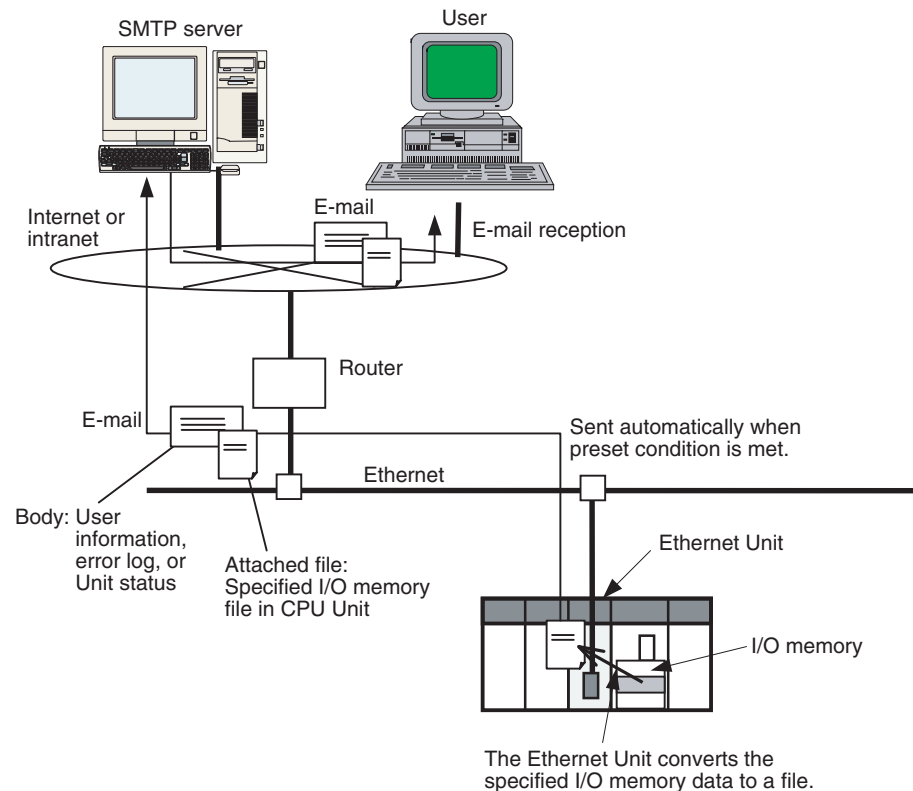 SMTP server
User
Internet or
intranet
E-mail
E-mail reception
Router
E-mail
Sent automatically when
preset condition is met.
Ethernet
Body: User
information,
error log, or
Unit status
Attached file:
Specified I/O memory
file in CPU Unit
Ethernet Unit
I/O memory
The Ethernet Unit converts the
specified I/O memory data to a file.